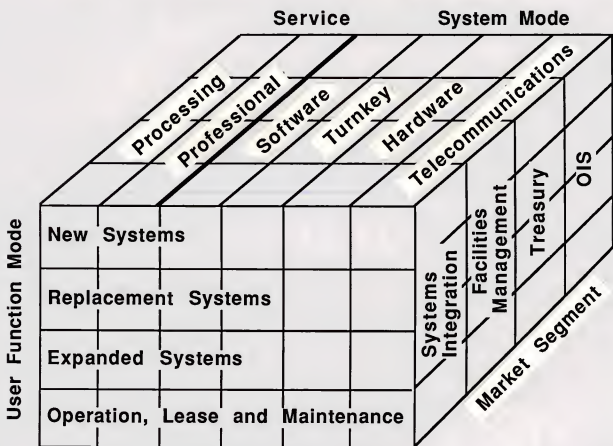 Service
System Mode
Processing
Professional
Software
Turnkey
Hardware
Telecommunications
User Function Mode
New Systems
Replacement Systems
Expanded Systems
Operation, Lease and Maintenance
Systems
Integration
Facilities
Management
Treasury
OIS
Market Segment